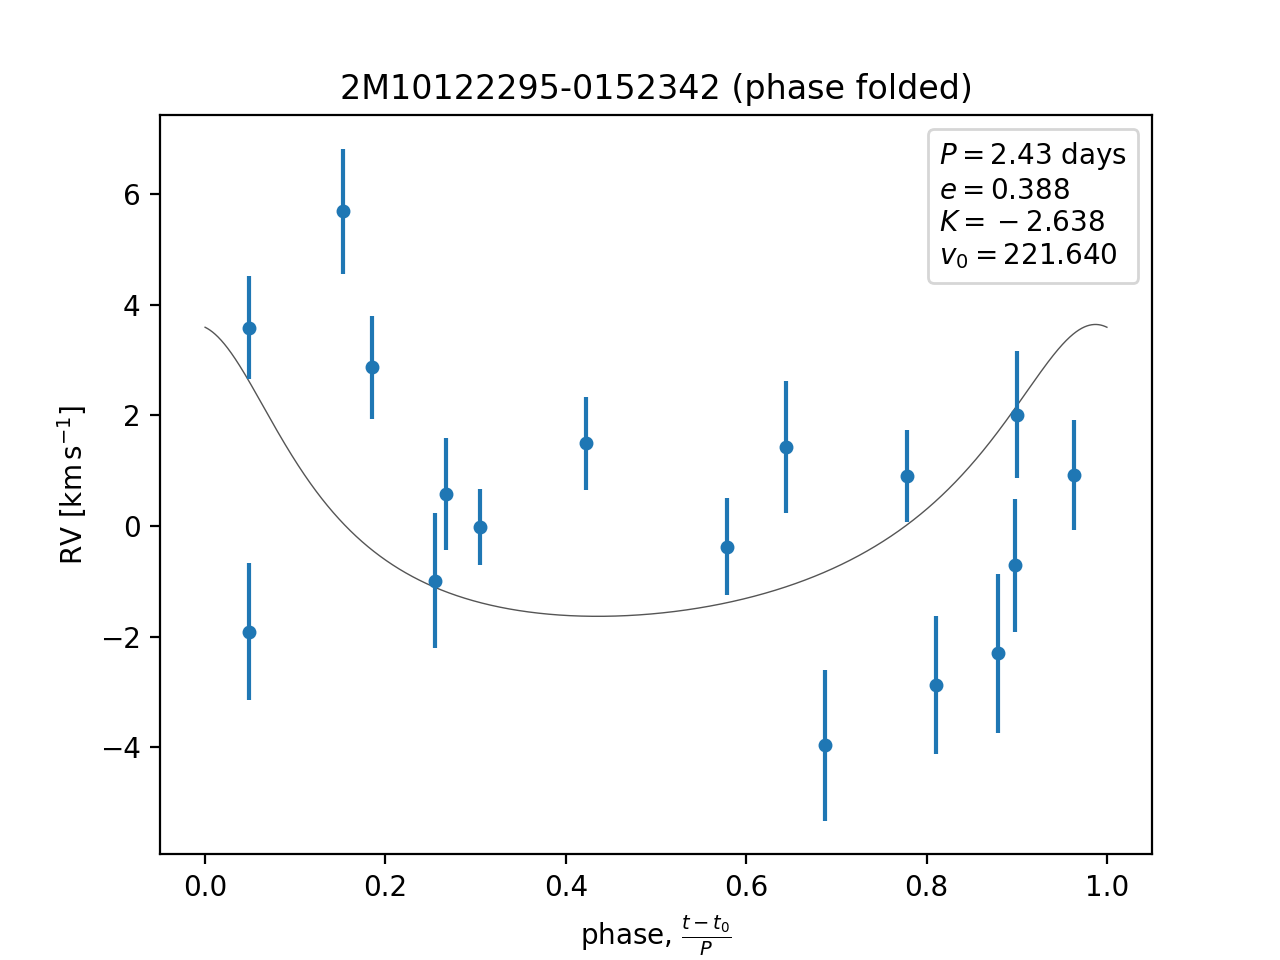 2M10122295-0152342 (phase folded)
P = 2.43 days
e = 0.388
K = −2.638
v₀ = 221.640
RV [km s⁻¹]
6
4
2
0
−2
−4
0.0 0.2 0.4 0.6 0.8 1.0
phase, (t − t₀)/P